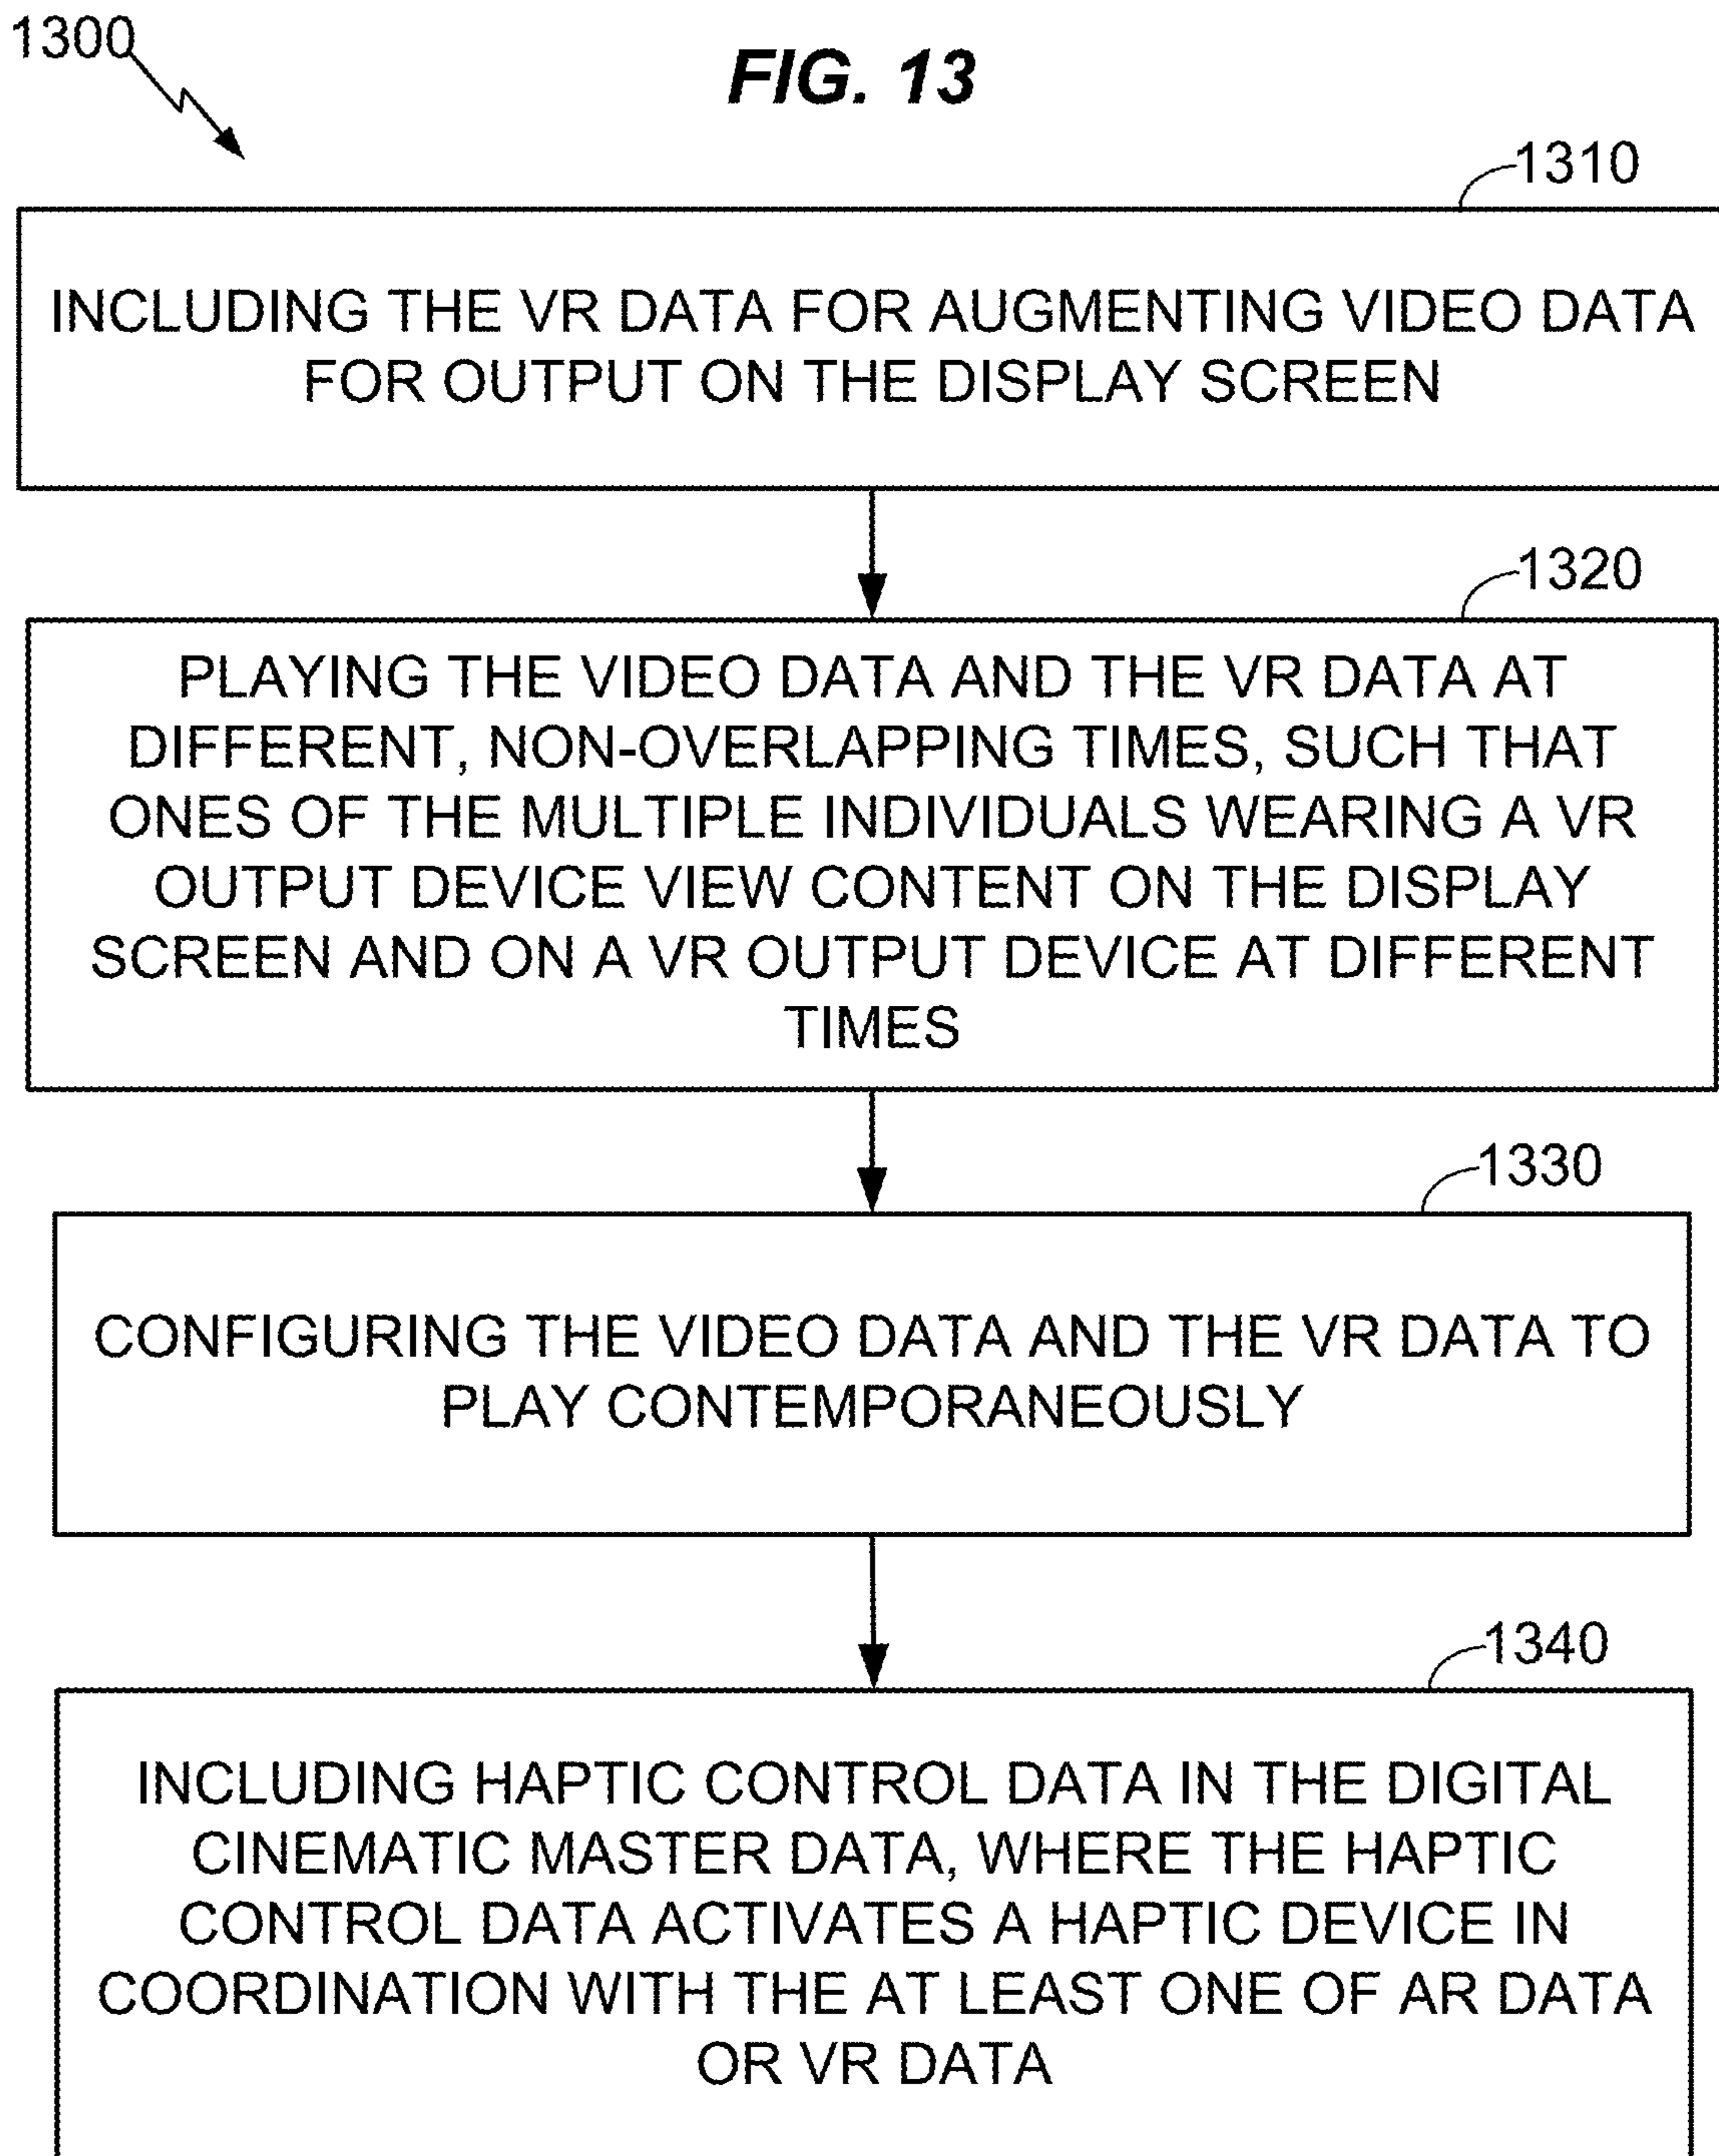 1300
FIG. 13
1310
INCLUDING THE VR DATA FOR AUGMENTING VIDEO DATA
FOR OUTPUT ON THE DISPLAY SCREEN
1320
PLAYING THE VIDEO DATA AND THE VR DATA AT
DIFFERENT, NON-OVERLAPPING TIMES, SUCH THAT
ONES OF THE MULTIPLE INDIVIDUALS WEARING A VR
OUTPUT DEVICE VIEW CONTENT ON THE DISPLAY
SCREEN AND ON A VR OUTPUT DEVICE AT DIFFERENT
TIMES
1330
CONFIGURING THE VIDEO DATA AND THE VR DATA TO
PLAY CONTEMPORANEOUSLY
1340
INCLUDING HAPTIC CONTROL DATA IN THE DIGITAL
CINEMATIC MASTER DATA, WHERE THE HAPTIC
CONTROL DATA ACTIVATES A HAPTIC DEVICE IN
COORDINATION WITH THE AT LEAST ONE OF AR DATA
OR VR DATA